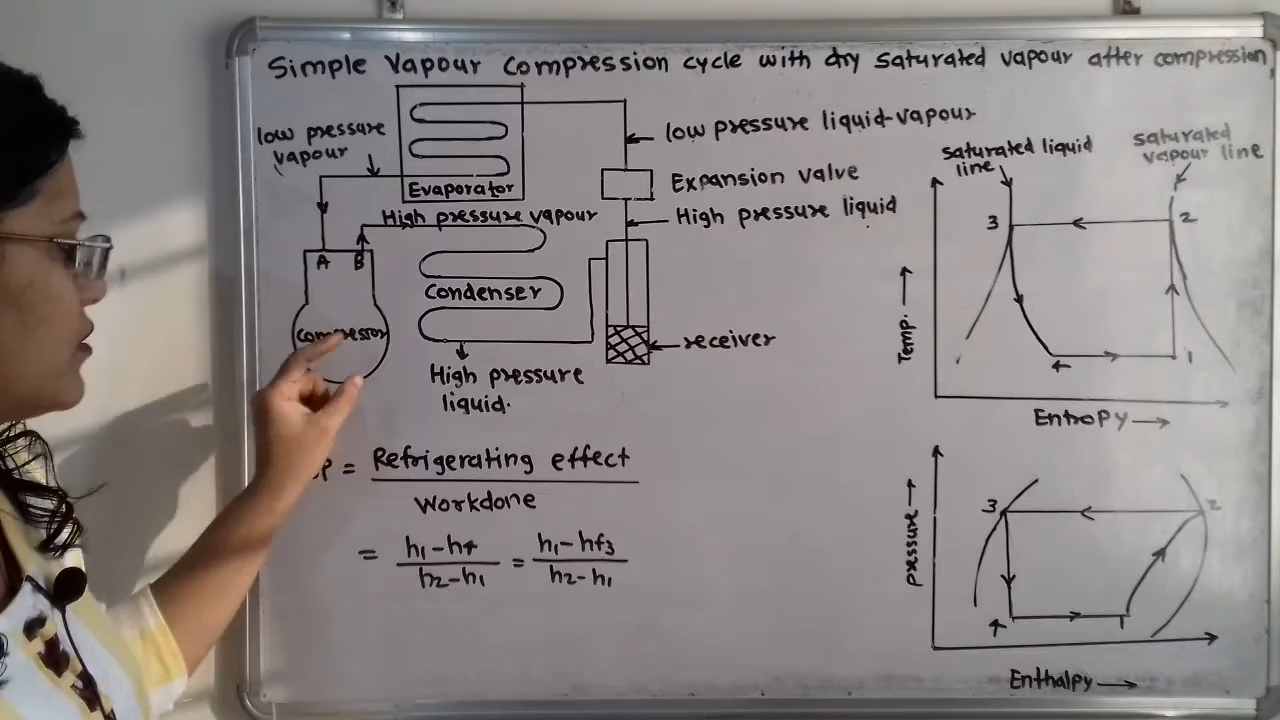 Simple Vapour Compression cycle with dry saturated vapour after compression
low pressure
vapour
Evaporator
low pressure liquid-vapour
Expansion valve
High pressure liquid
High pressure vapour
A B
Compressor
Condenser
receiver
High pressure
liquid.
P = Refrigerating effect
Workdone
= h1-h4 = h1-hf3
h2-h1 h2-h1
saturated liquid
line
saturated
vapour line
3 2
4 1
Temp.
Entropy
3 2
4 1
pressure
Enthalpy